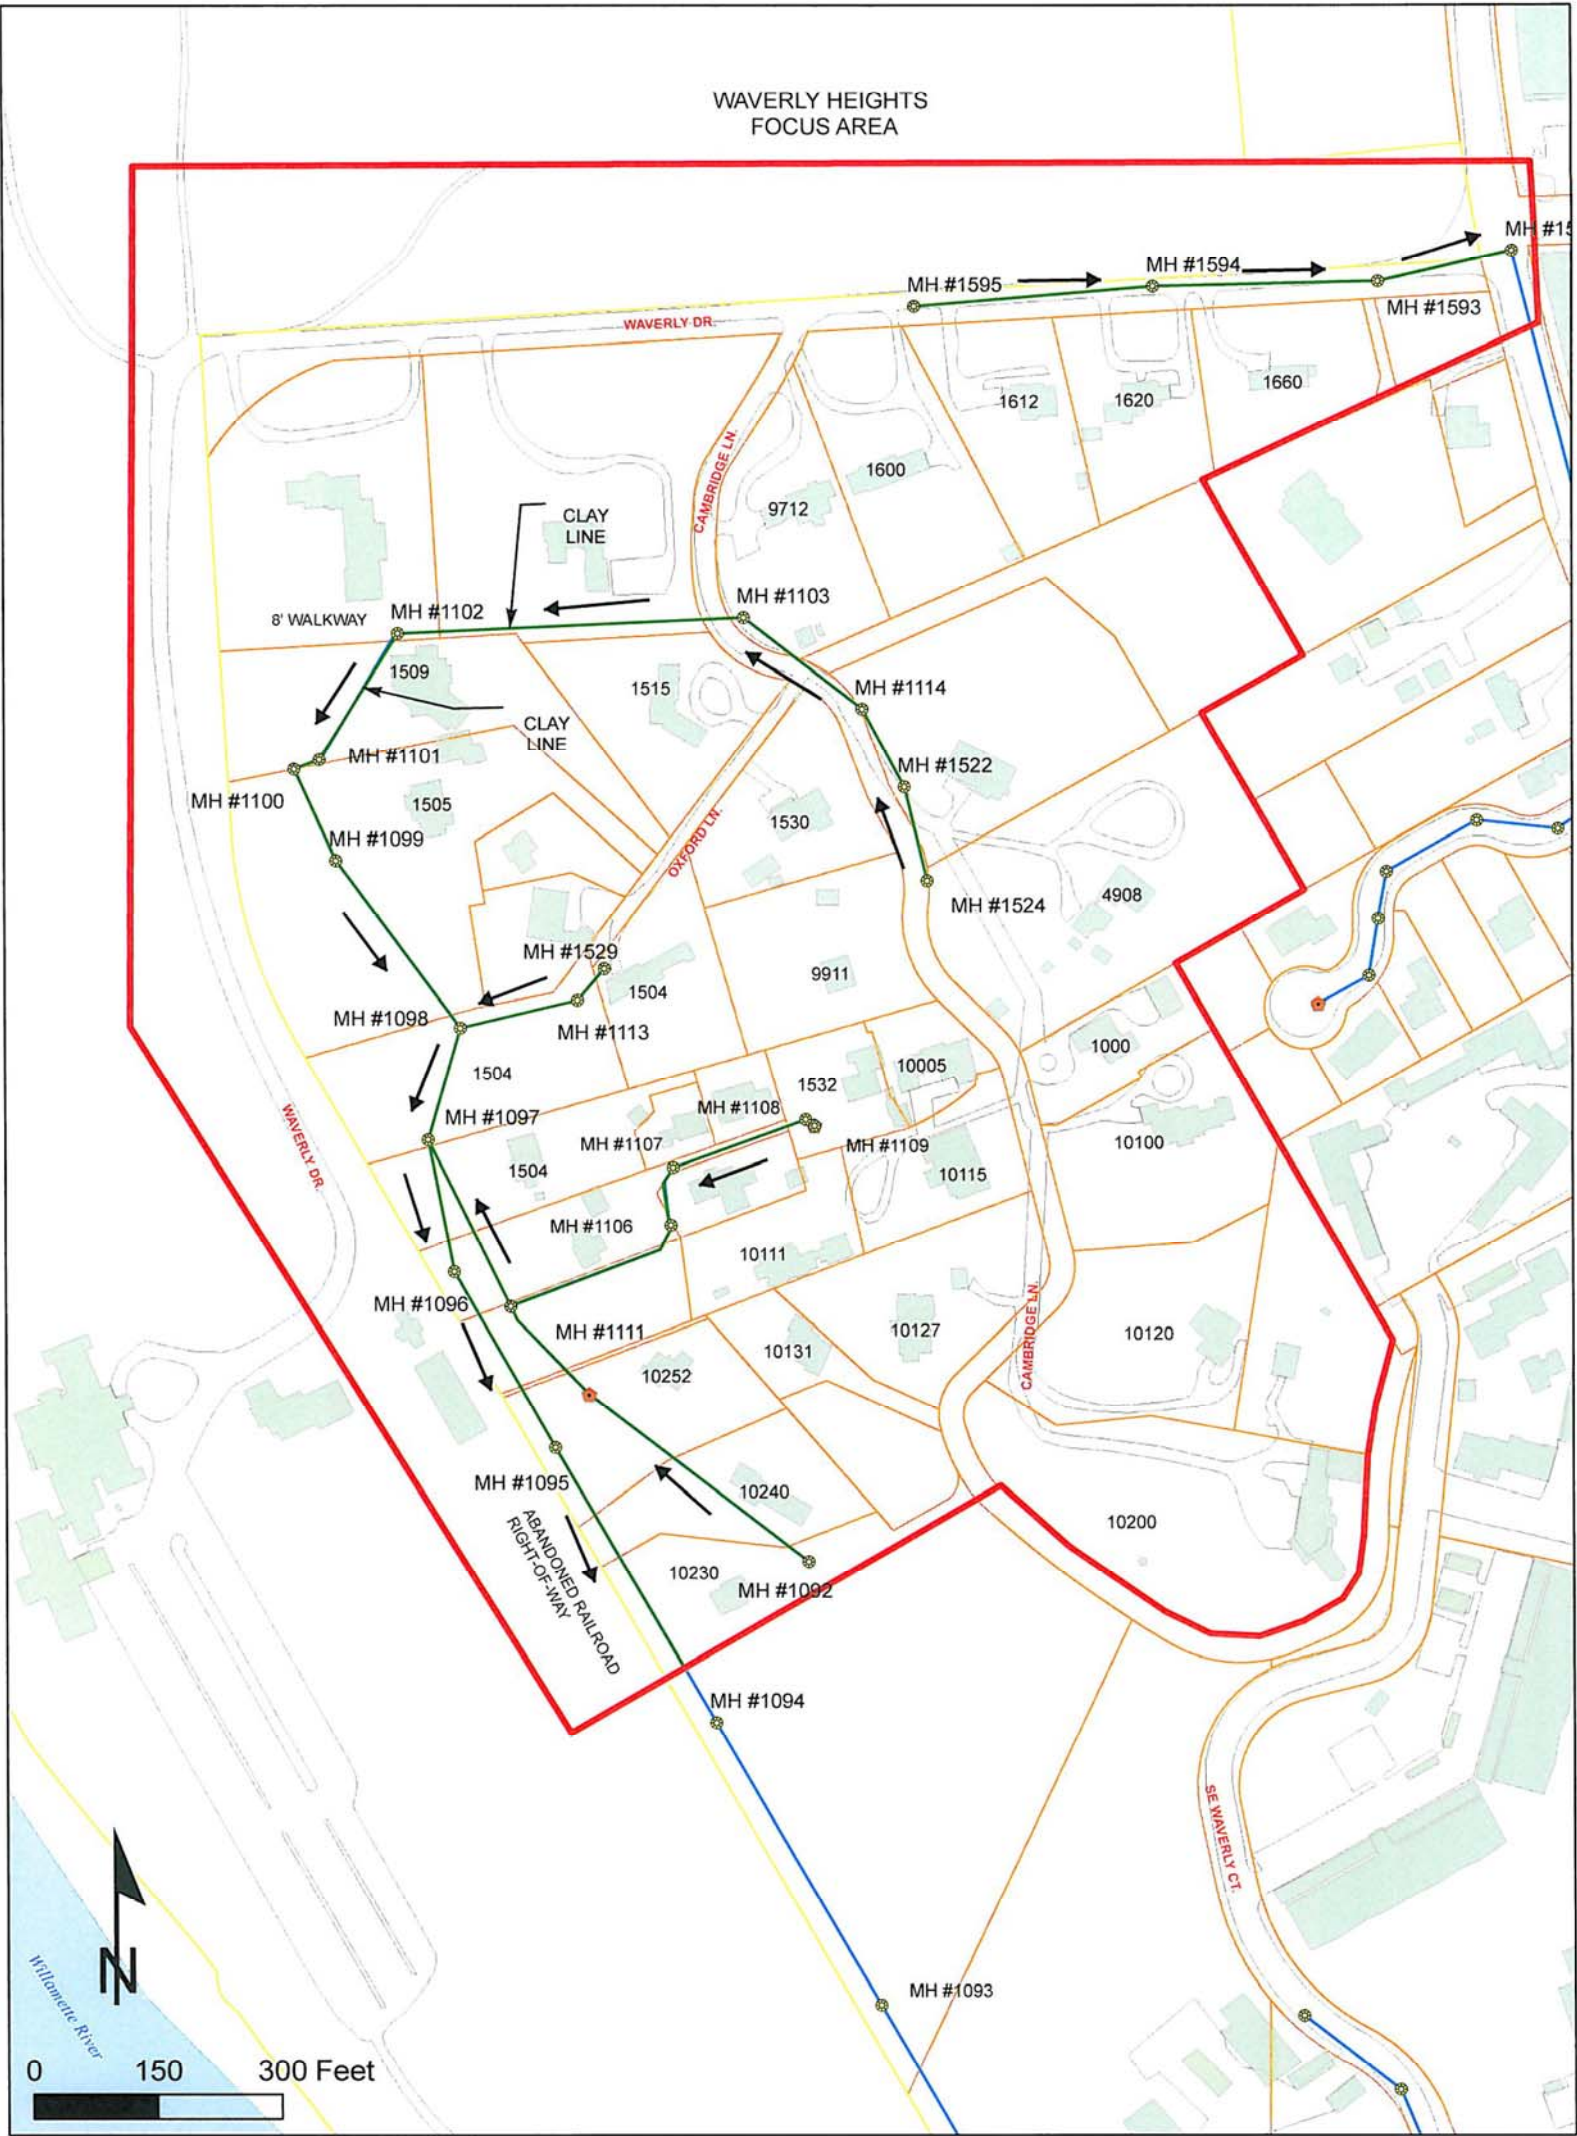 WAVERLY HEIGHTS
FOCUS AREA
MH #15
MH #1594
MH #1595
MH #1593
WAVERLY DR.
1660
1612
1620
CAMBRIDGE LN.
1600
9712
CLAY
LINE
MH #1103
MH #1102
8' WALKWAY
1509
1515
MH #1114
CLAY
LINE
MH #1101
MH #1522
MH #1100
1505
1530
MH #1099
OXFORD LN.
4908
MH #1524
MH #1529
9911
1504
MH #1098
MH #1113
1000
10005
1504
1532
MH #1108
MH #1097
WAVERLY DR.
MH #1107
MH #1109
10100
1504
10115
MH #1106
10111
MH #1096
MH #1111
10127
10120
10131
CAMBRIDGE LN.
10252
MH #1095
10240
ABANDONED RAILROAD
RIGHT-OF-WAY
10200
10230
MH #1092
MH #1094
SE WAVERLY CT.
MH #1093
N
Willamette River
0 150 300 Feet